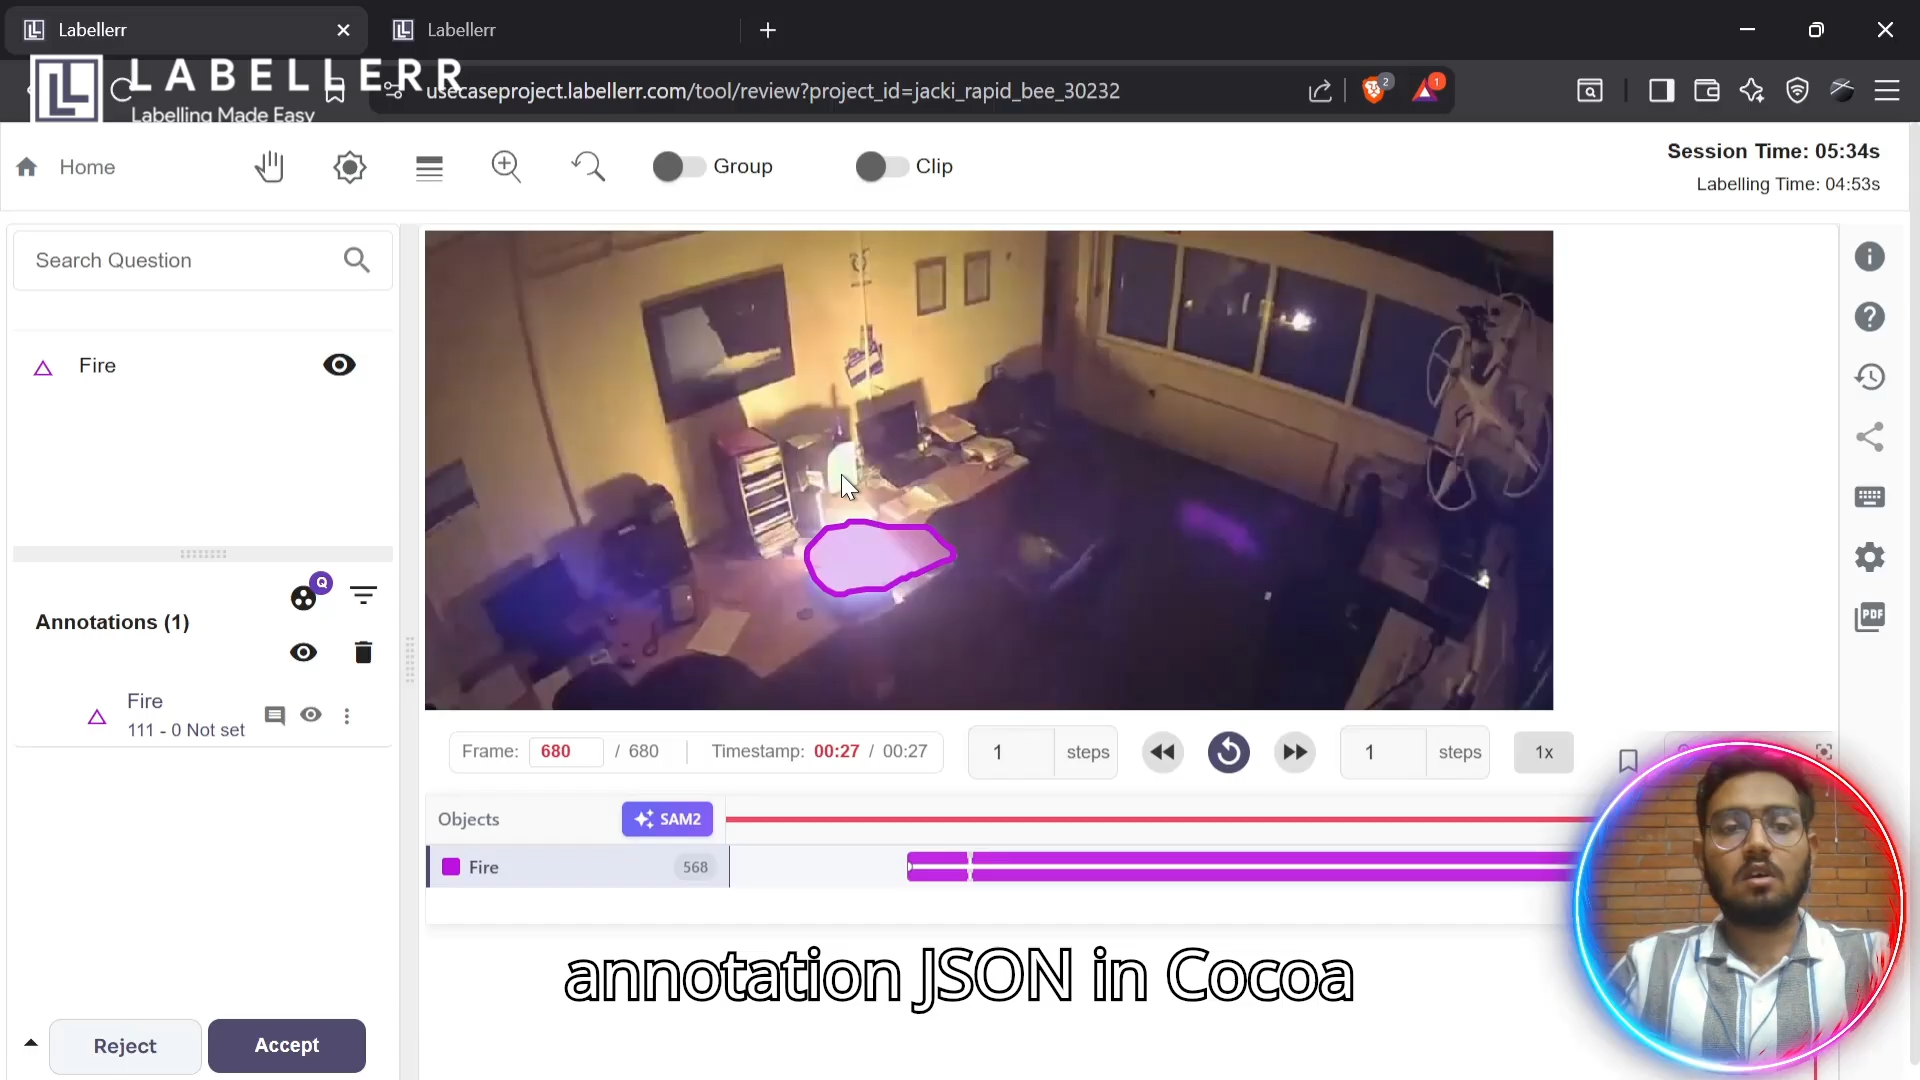 Labellerr
Labellerr
LABELLERR
Labelling Made Easy
usecaseproject.labellerr.com/tool/review?project_id=jacki_rapid_bee_30232
2
1
Home
Group
Clip
Session Time: 05:34s
Labelling Time: 04:53s
Search Question
Fire
Q
Annotations (1)
Fire
111 - 0 Not set
PDF
Frame: 680 / 680
Timestamp: 00:27 / 00:27
1 steps
1 steps
1x
Objects
SAM2
Fire
568
annotation JSON in Cocoa
Reject
Accept